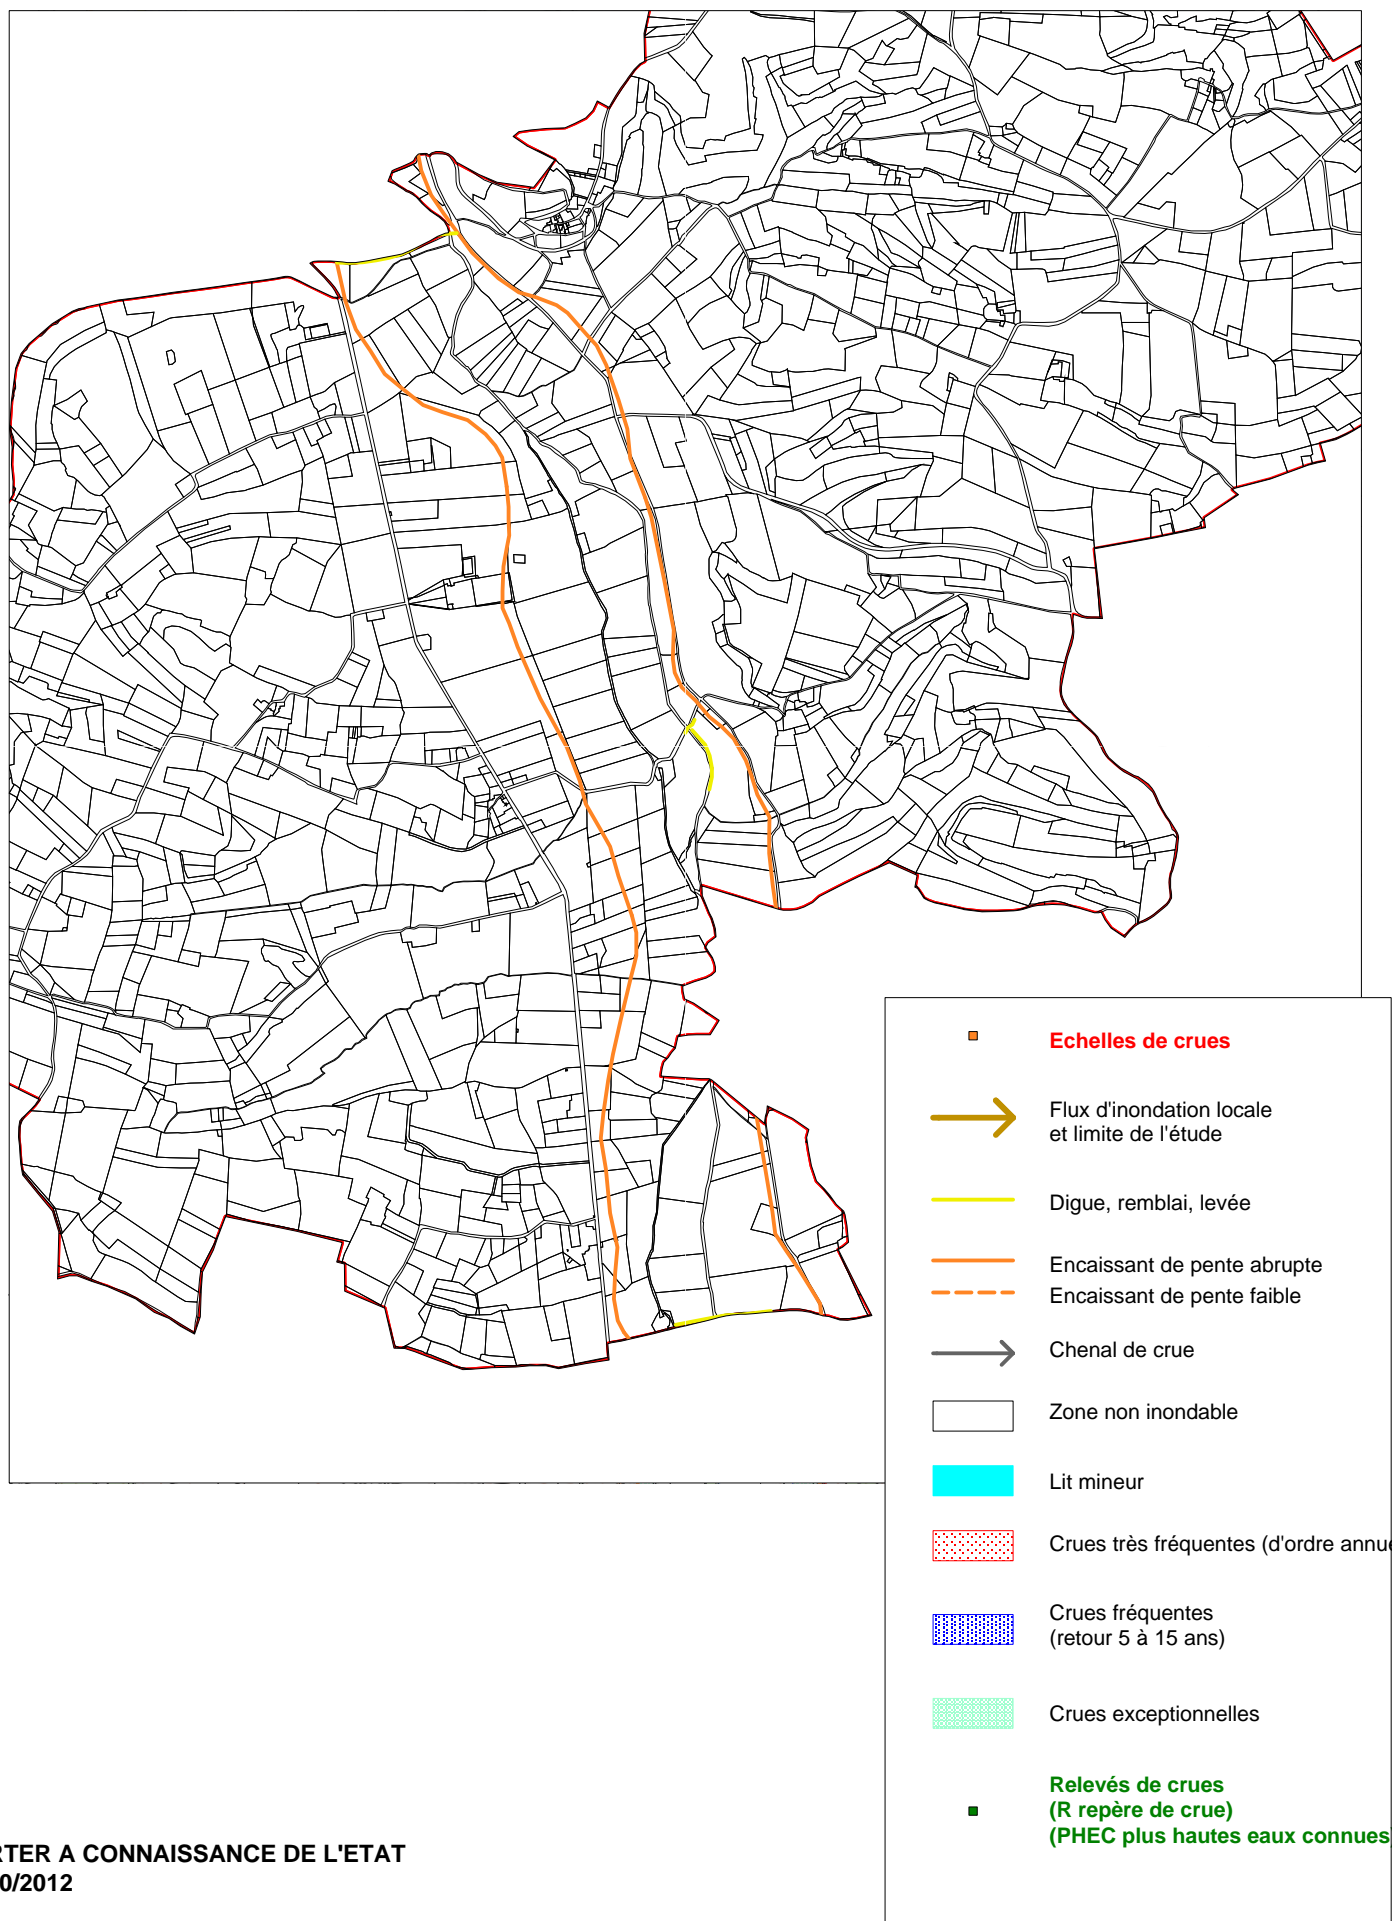 Echelles de crues
Flux d'inondation locale
et limite de l'étude
Digue, remblai, levée
Encaissant de pente abrupte
Encaissant de pente faible
Chenal de crue
Zone non inondable
Lit mineur
Crues très fréquentes (d'ordre annue
Crues fréquentes
(retour 5 à 15 ans)
Crues exceptionnelles
Relevés de crues
(R repère de crue)
(PHEC plus hautes eaux connues
RTER A CONNAISSANCE DE L'ETAT
0/2012